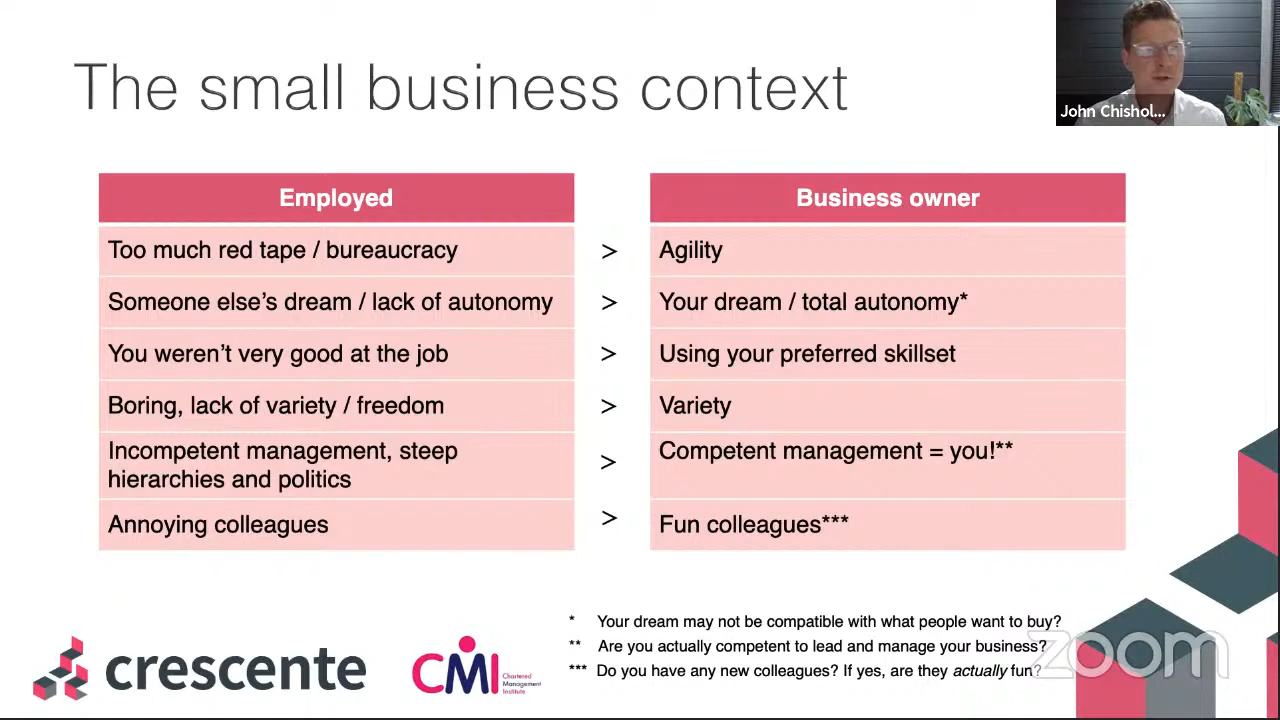 The small business context
John Chishol...
Employed
Business owner
Too much red tape / bureaucracy
>
Agility
Someone else’s dream / lack of autonomy
>
Your dream / total autonomy*
You weren’t very good at the job
>
Using your preferred skillset
Boring, lack of variety / freedom
>
Variety
Incompetent management, steep
hierarchies and politics
>
Competent management = you!**
Annoying colleagues
>
Fun colleagues***
* Your dream may not be compatible with what people want to buy?
** Are you actually competent to lead and manage your business?
*** Do you have any new colleagues? If yes, are they actually fun?
crescente
CMI
Chartered
Management
Institute
zoom